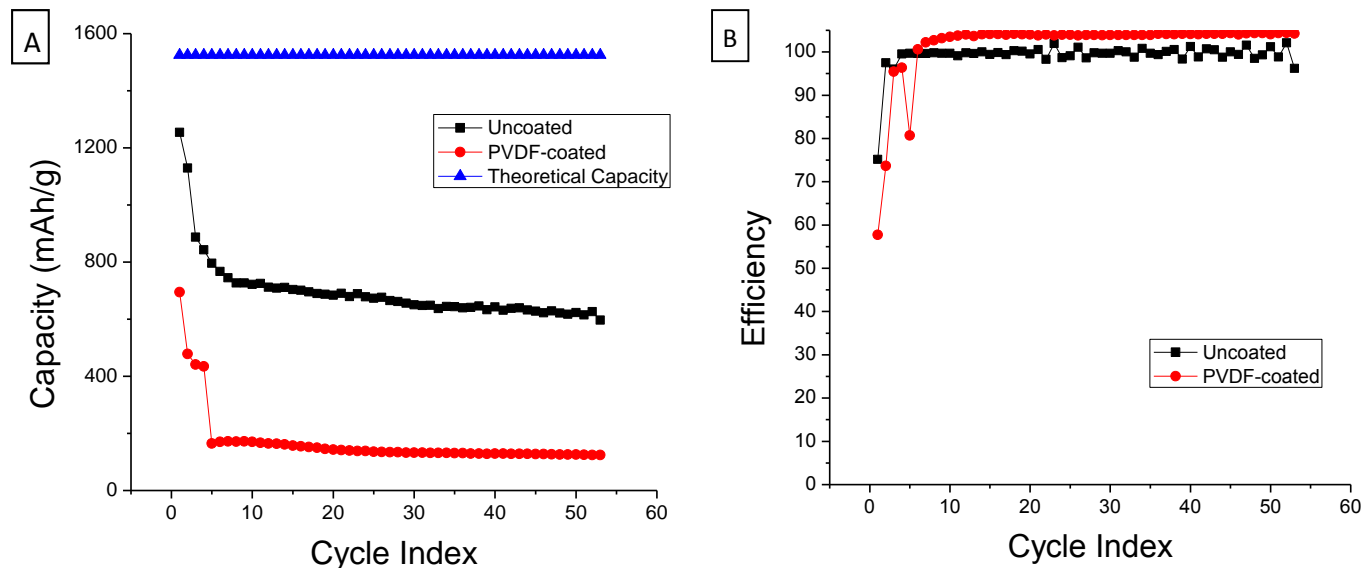 A
1600
1200
800
400
0
Capacity (mAh/g)
0 10 20 30 40 50 60
Cycle Index
Uncoated
PVDF-coated
Theoretical Capacity
B
100
90
80
70
60
50
40
30
20
10
0
Efficiency
0 10 20 30 40 50 60
Cycle Index
Uncoated
PVDF-coated